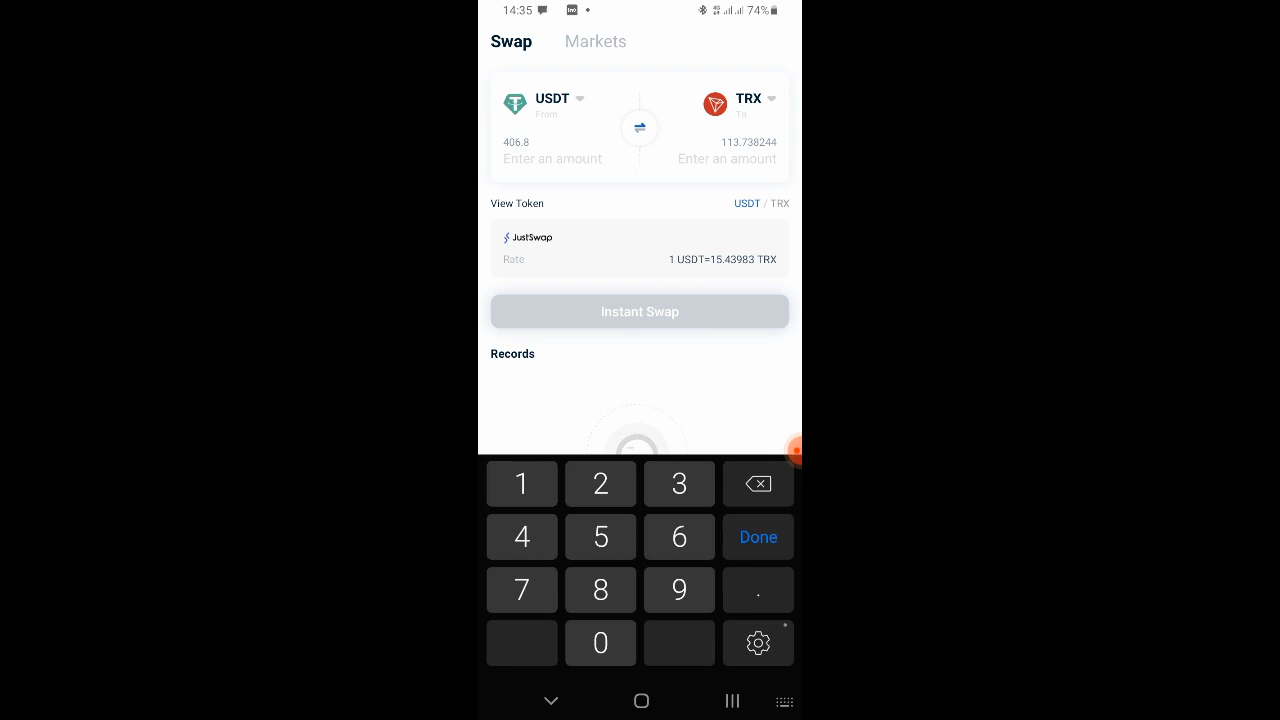 14:35
4G
74%
Swap Markets
USDT TRX
From To
406.8 113.738244
Enter an amount Enter an amount
View Token USDT / TRX
JustSwap
Rate 1 USDT=15.43983 TRX
Instant Swap
Records
1 2 3
4 5 6 Done
7 8 9 .
0